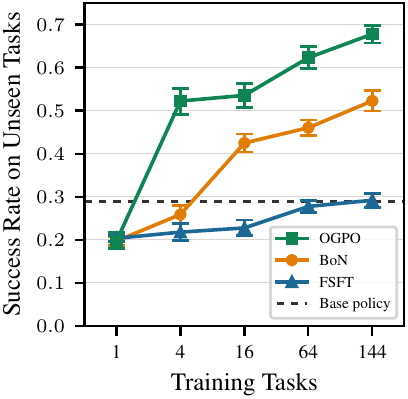 Success Rate on Unseen Tasks
0.7
0.6
0.5
0.4
0.3
0.2
0.1
0.0
1 4 16 64 144
Training Tasks
OGPO
BoN
FSFT
Base policy